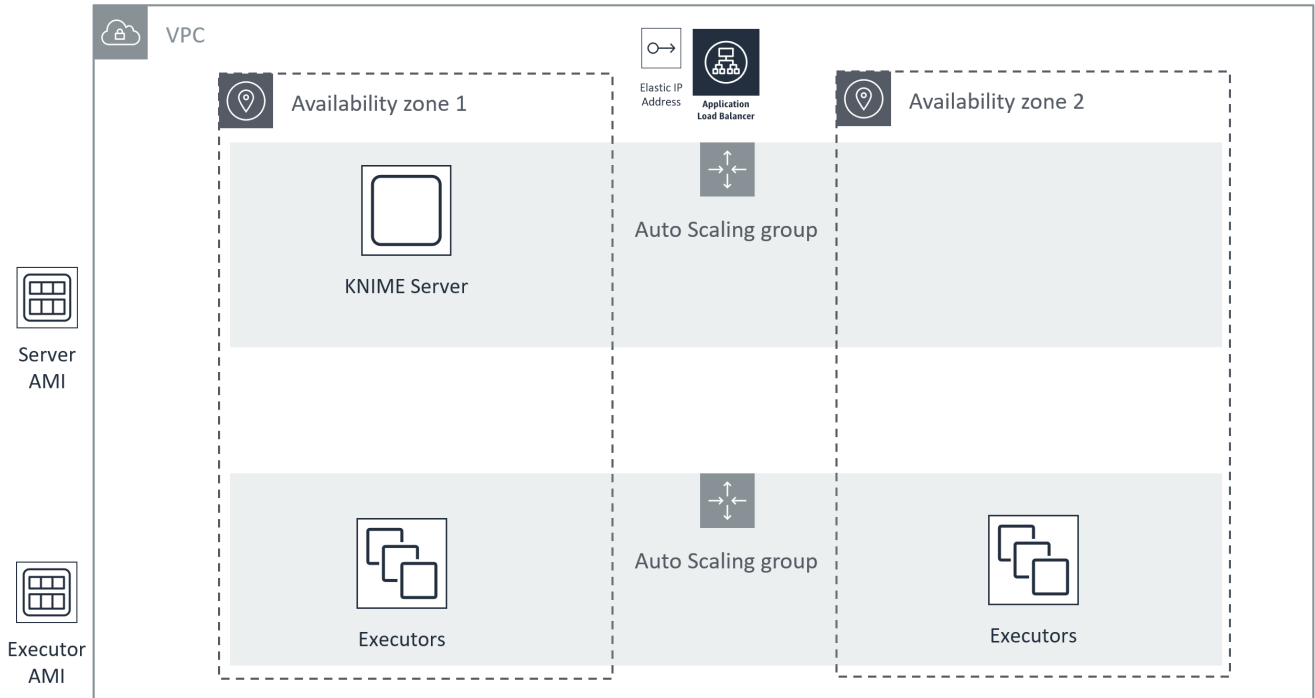 VPC
Elastic IP
Address
Application
Load Balancer
Availability zone 1
Availability zone 2
Auto Scaling group
KNIME Server
Server
AMI
Auto Scaling group
Executors
Executors
Executor
AMI